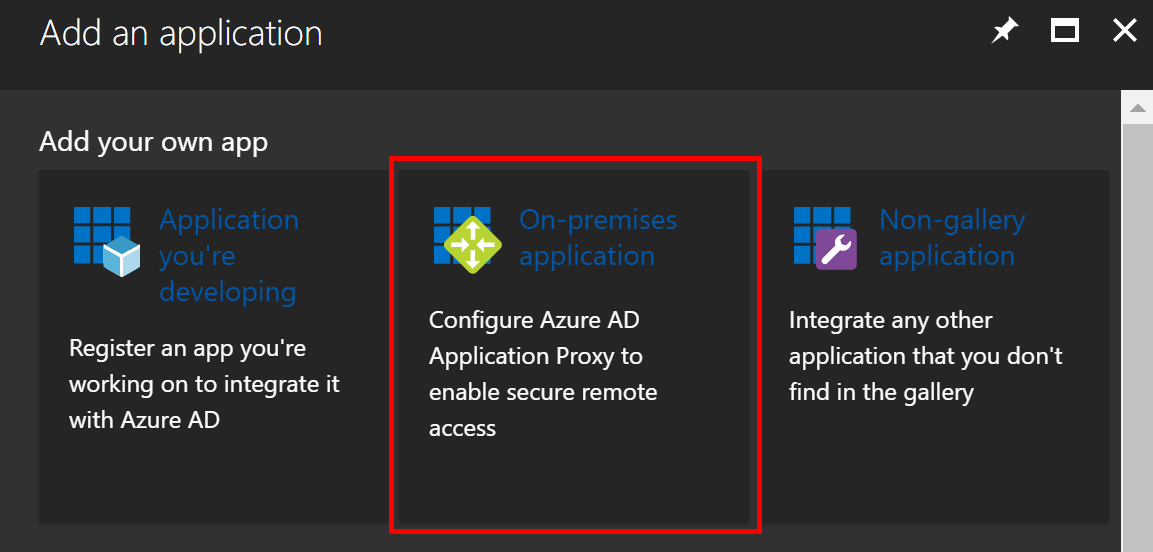 Add an application
Add your own app
Application
you're
developing
Register an app you're
working on to integrate it
with Azure AD
On-premises
application
Configure Azure AD
Application Proxy to
enable secure remote
access
Non-gallery
application
Integrate any other
application that you don't
find in the gallery